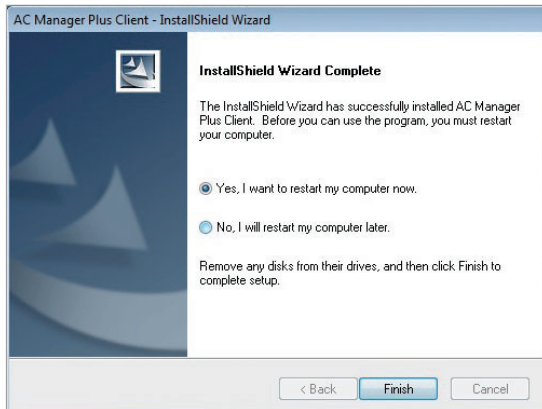 AC Manager Plus Client - InstallShield Wizard
InstallShield Wizard Complete
The InstallShield Wizard has successfully installed AC Manager
Plus Client. Before you can use the program, you must restart
your computer.
Yes, I want to restart my computer now.
No, I will restart my computer later.
Remove any disks from their drives, and then click Finish to
complete setup.
< Back Finish Cancel